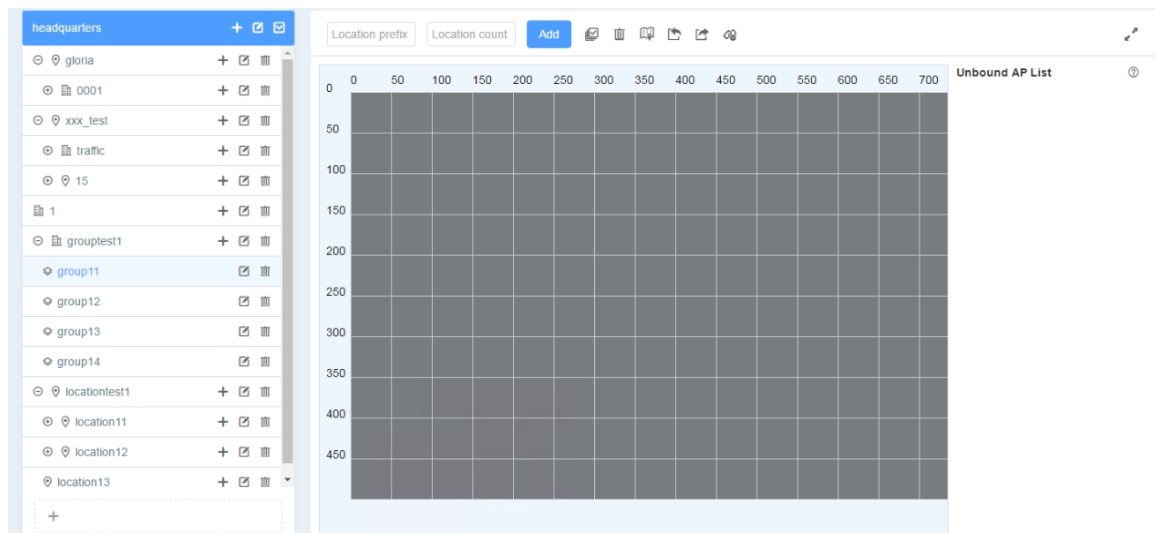 headquarters
Location prefix Location count Add
gloria
0001
xxx_test
traffic
15
1
grouptest1
group11
group12
group13
group14
locationtest1
location11
location12
location13
0 50 100 150 200 250 300 350 400 450 500 550 600 650 700
0
50
100
150
200
250
300
350
400
450
Unbound AP List